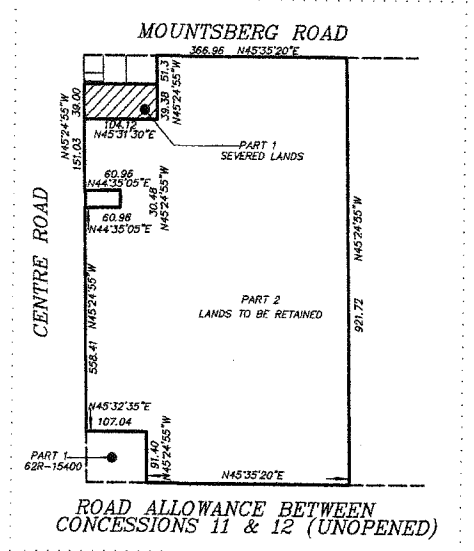 MOUNTSBERG ROAD
366.96 N45°35'20"E
51.3
39.38
N45°24'55"W
39.00
N45°24'55"W
104.12
N45°31'30"E
PART 1
SEVERED LANDS
151.03
60.96
N44°35'05"E
30.48
N45°24'55"W
60.96
N44°35'05"E
CENTRE ROAD
N45°24'55"W
558.41
PART 2
LANDS TO BE RETAINED
N45°24'55"W
921.72
N45°32'35"E
107.04
PART 1
62R-15400
91.40
N45°24'55"W
N45°35'20"E
ROAD ALLOWANCE BETWEEN
CONCESSIONS 11 & 12 (UNOPENED)